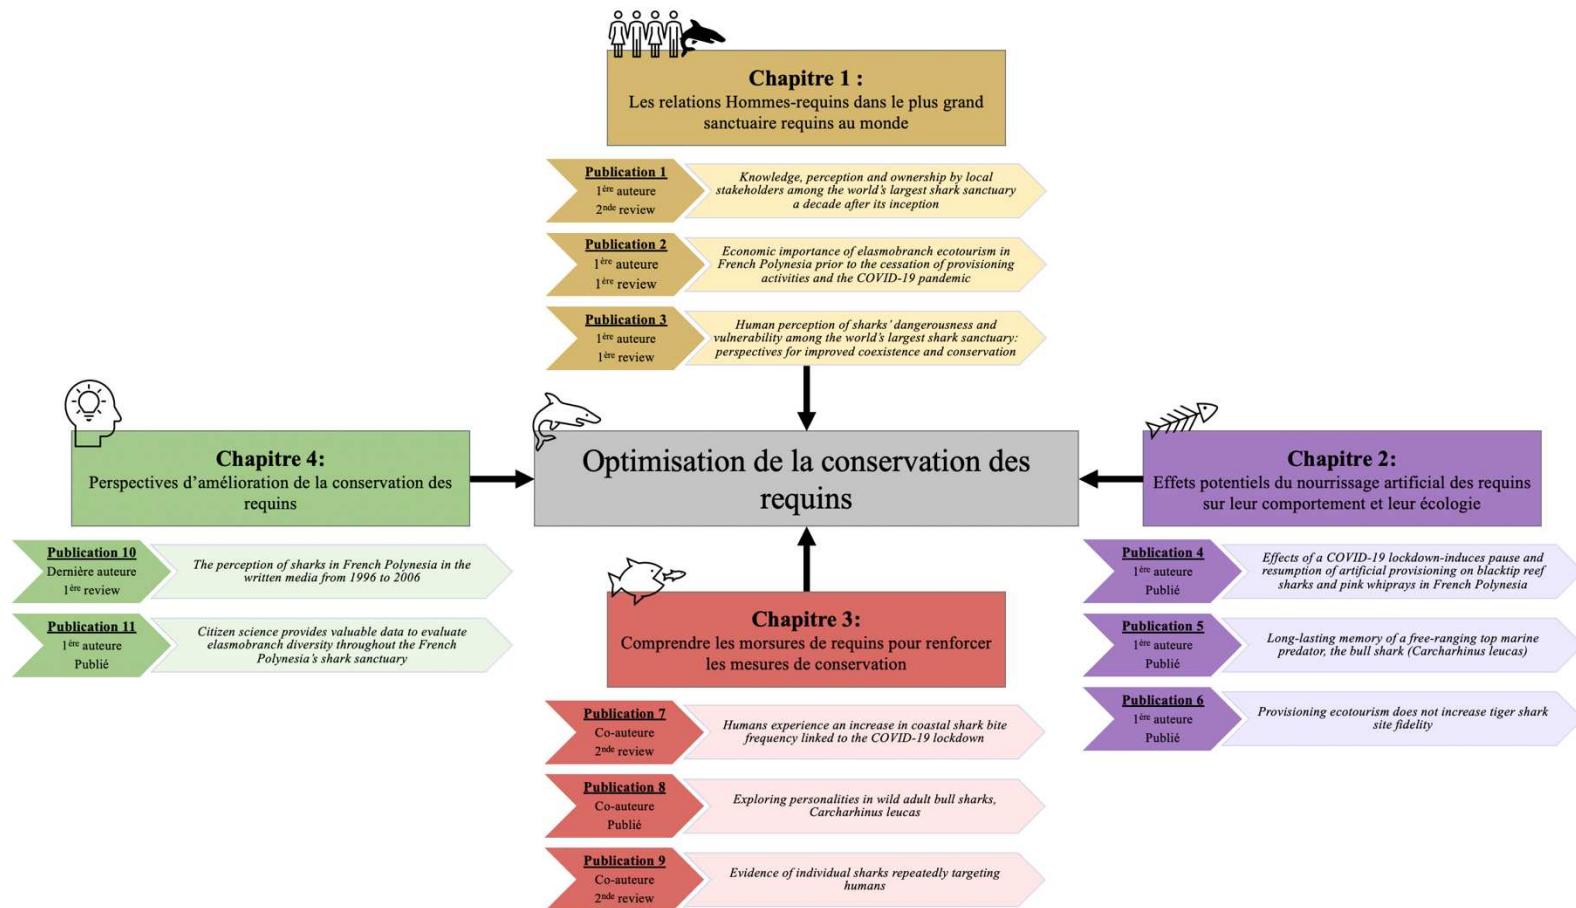 Chapitre 1 :
Les relations Hommes-requins dans le plus grand
sanctuaire requins au monde
Publication 1
1ère auteure
2nde review
Knowledge, perception and ownership by local
stakeholders among the world's largest shark sanctuary
a decade after its inception
Publication 2
1ère auteure
1ère review
Economic importance of elasmobranch ecotourism in
French Polynesia prior to the cessation of provisioning
activities and the COVID-19 pandemic
Publication 3
1ère auteure
1ère review
Human perception of sharks' dangerousness and
vulnerability among the world's largest shark sanctuary:
perspectives for improved coexistence and conservation
Optimisation de la conservation des
requins
Chapitre 2:
Effets potentiels du nourrissage artificial des requins
sur leur comportement et leur écologie
Publication 4
1ère auteure
Publié
Effects of a COVID-19 lockdown-induces pause and
resumption of artificial provisioning on blacktip reef
sharks and pink whiprays in French Polynesia
Publication 5
1ère auteure
Publié
Long-lasting memory of a free-ranging top marine
predator, the bull shark (Carcharhinus leucas)
Publication 6
1ère auteure
Publié
Provisioning ecotourism does not increase tiger shark
site fidelity
Chapitre 3:
Comprendre les morsures de requins pour renforcer
les mesures de conservation
Publication 7
Co-auteure
2nde review
Humans experience an increase in coastal shark bite
frequency linked to the COVID-19 lockdown
Publication 8
Co-auteure
Publié
Exploring personalities in wild adult bull sharks,
Carcharhinus leucas
Publication 9
Co-auteure
2nde review
Evidence of individual sharks repeatedly targeting
humans
Chapitre 4:
Perspectives d'amélioration de la conservation des
requins
Publication 10
Dernière auteure
1ère review
The perception of sharks in French Polynesia in the
written media from 1996 to 2006
Publication 11
1ère auteure
Publié
Citizen science provides valuable data to evaluate
elasmobranch diversity throughout the French
Polynesia's shark sanctuary